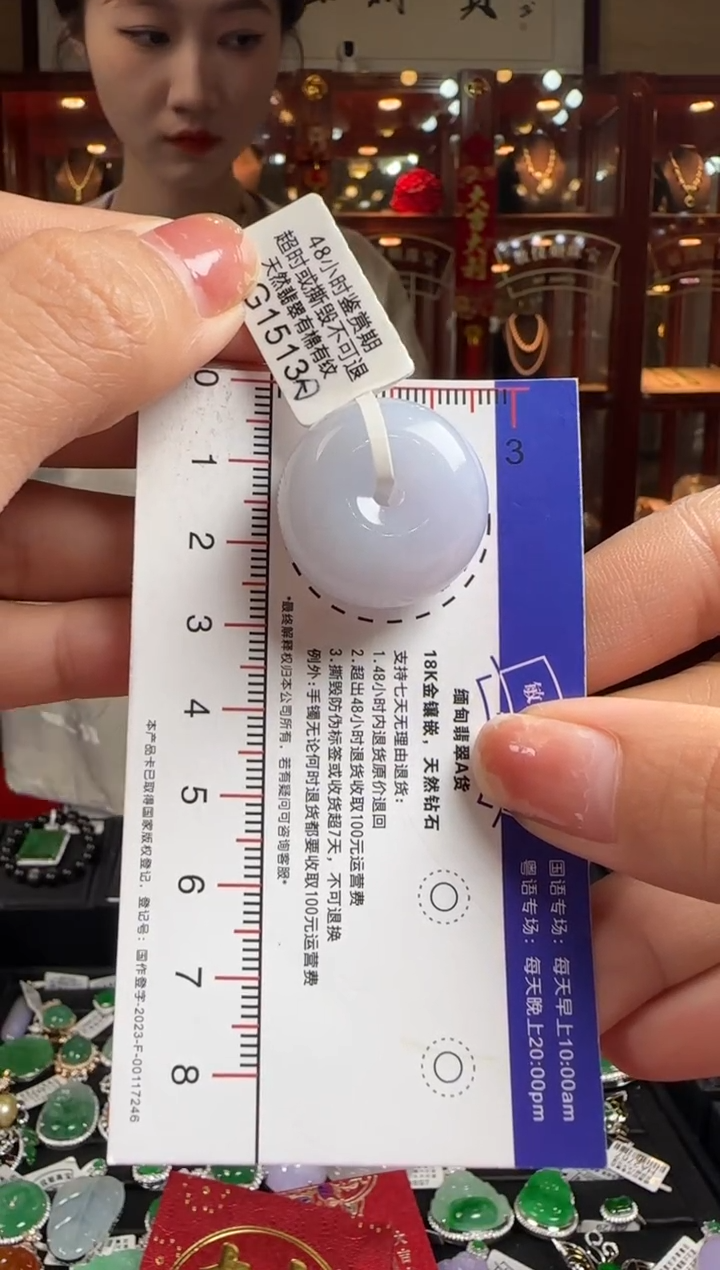 48小时鉴赏期
超时或撕毁不可退
天然翡翠有棉有纹
G1513
大吉大利
0
1
2
3
4
5
6
7
8
3
缅甸翡翠A货
18K金镶嵌，天然钻石
支持七天无理由退货：
1.48小时内退货原价退回
2.超出48小时退货收取100元运营费
3.撕毁防伪标签或收货超7天，不可退换
例外：手镯无论何时退货都要收取100元运营费
*最终解释权归本公司所有，若有疑问可咨询客服*
本产品卡已取得国家版权登记，登记号：国作登字-2023-F-00117246
国语专场：每天早上10:00am
粤语专场：每天晚上20:00pm